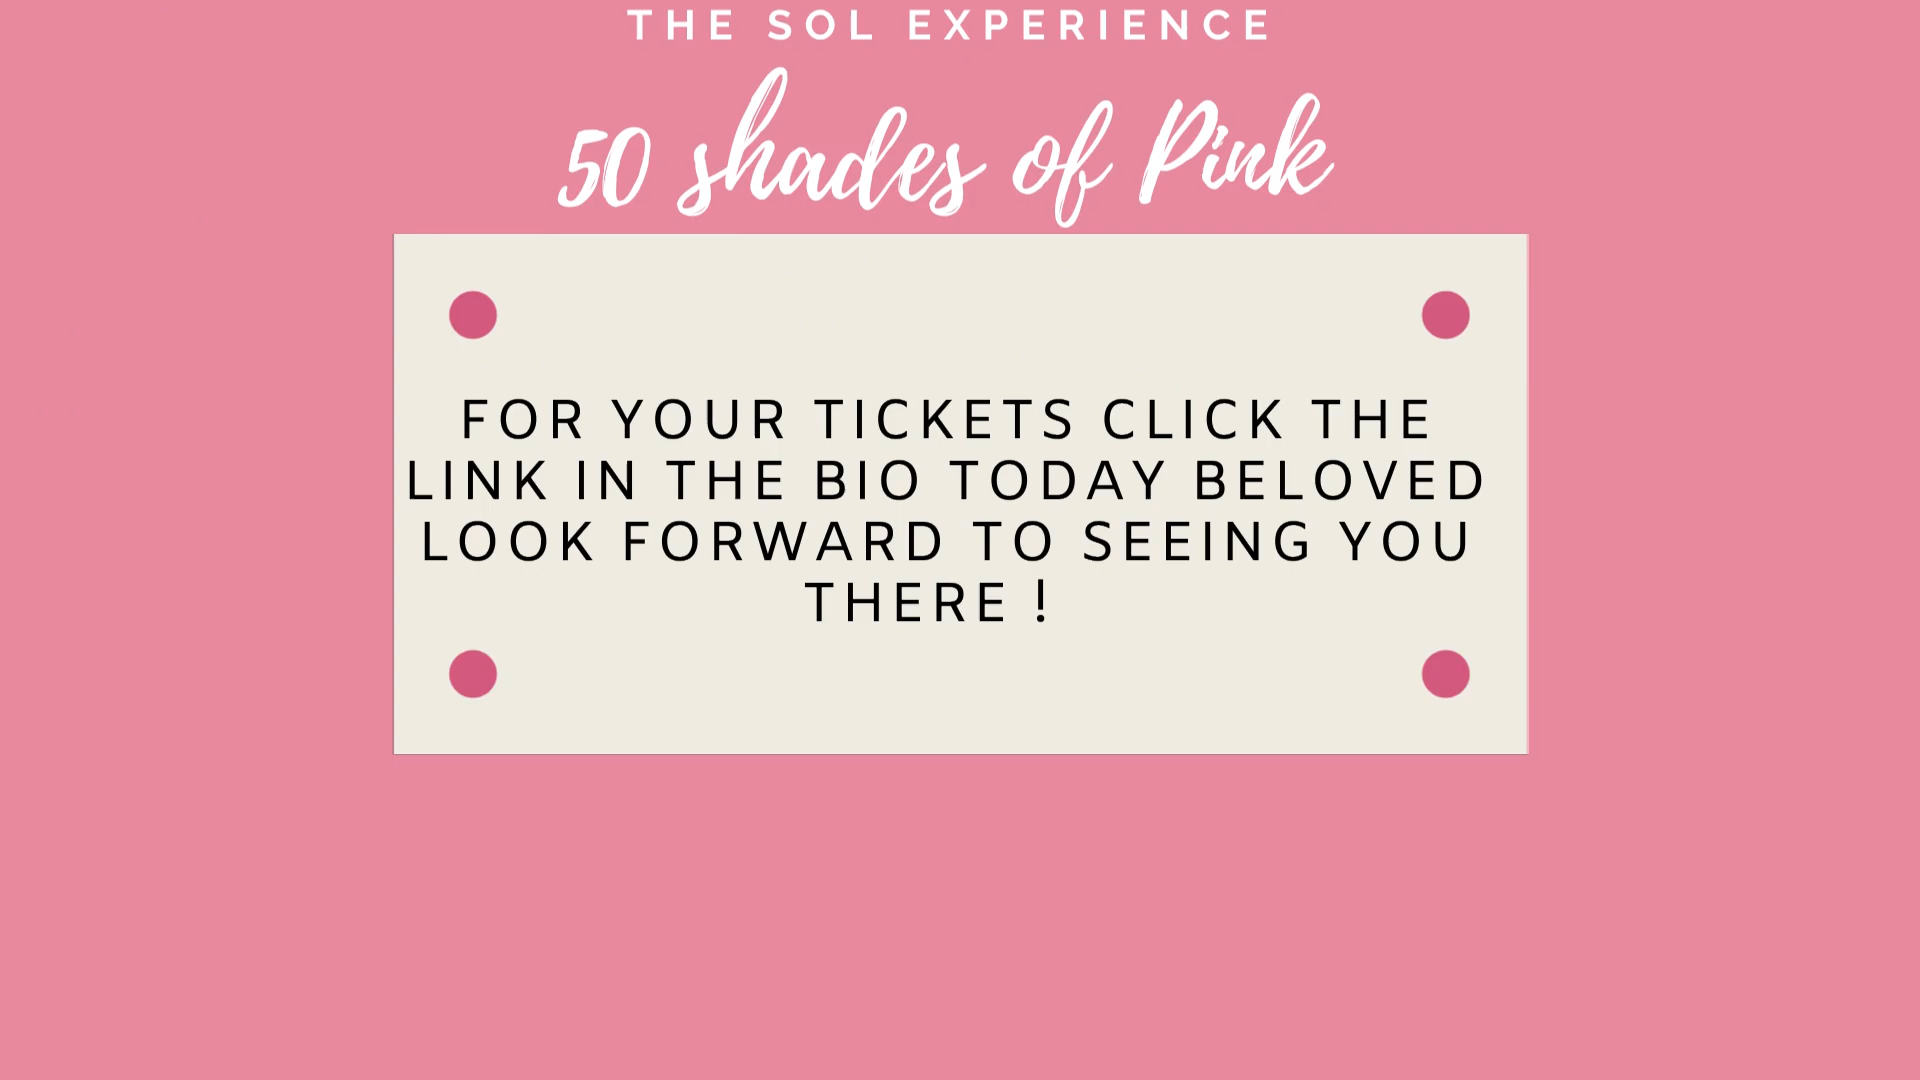 THE SOL EXPERIENCE
50 shades of Pink
FOR YOUR TICKETS CLICK THE
LINK IN THE BIO TODAY BELOVED
LOOK FORWARD TO SEEING YOU
THERE !